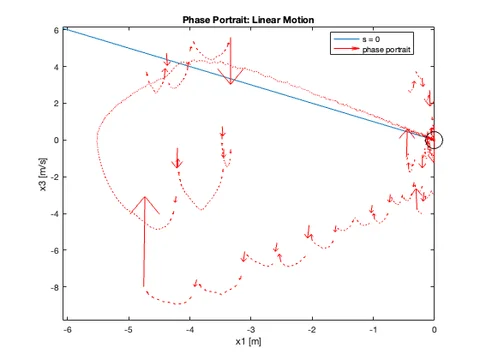 Phase Portrait: Linear Motion
s = 0
phase portrait
6
4
2
0
-2
-4
-6
-8
x3 [m/s]
-6 -5 -4 -3 -2 -1 0
x1 [m]